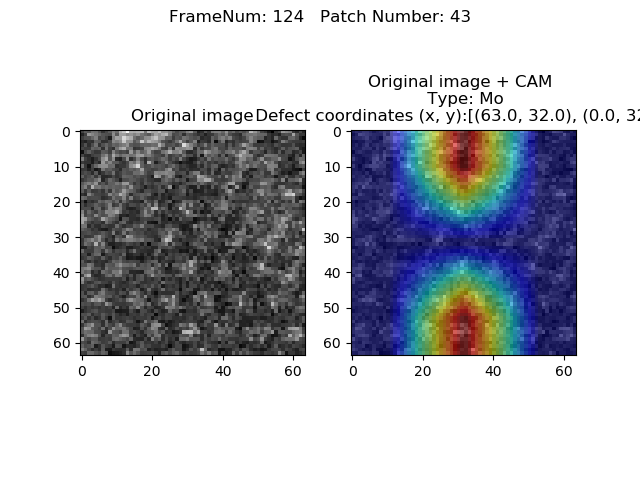 FrameNum: 124   Patch Number: 43
Original image + CAM
Type: Mo
Original image
Defect coordinates (x, y):[(63.0, 32.0), (0.0, 32
0
10
20
30
40
50
60
0 20 40 60
0
10
20
30
40
50
60
0 20 40 60